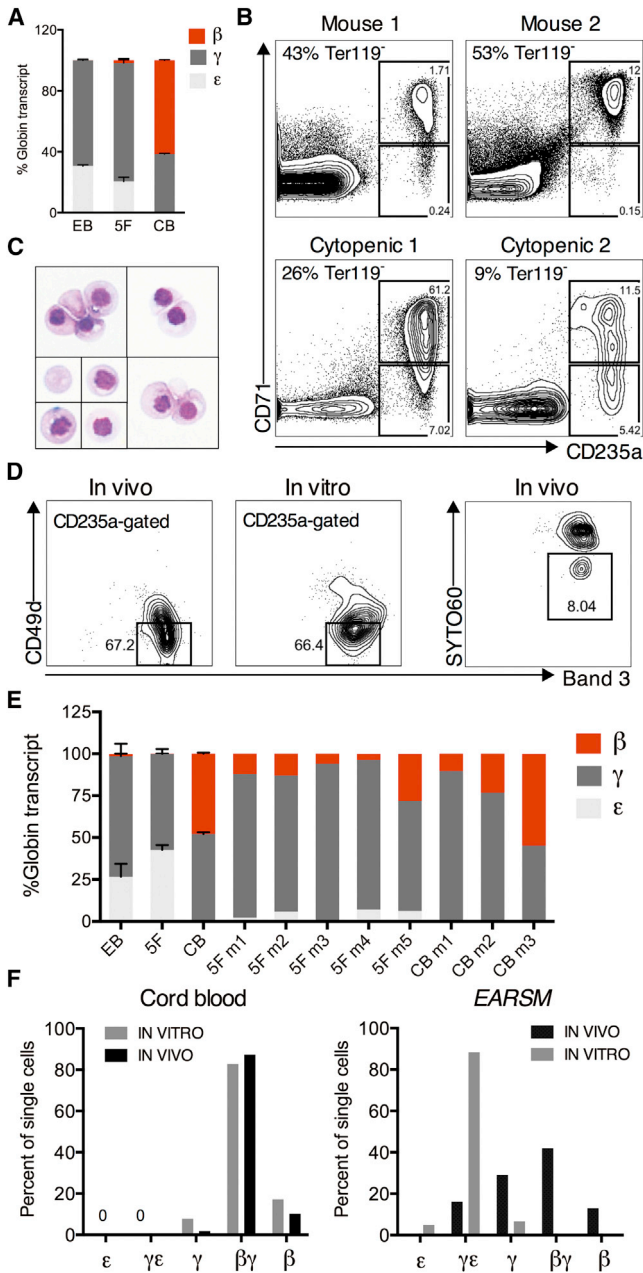 A
120
80
40
0
% Globin transcript
EB 5F CB
β
γ
ε
B
Mouse 1
43% Ter119-
1.71
0.24
Mouse 2
53% Ter119-
12
0.15
Cytopenic 1
26% Ter119-
61.2
7.02
Cytopenic 2
9% Ter119-
11.5
5.42
CD71
CD235a
C
D
In vivo
CD235a-gated
67.2
In vitro
CD235a-gated
66.4
In vivo
8.04
CD49d
SYTO60
Band 3
E
125
100
75
50
25
0
%Globin transcript
EB 5F CB 5F m1 5F m2 5F m3 5F m4 5F m5 CB m1 CB m2 CB m3
β
γ
ε
F
Cord blood
100
80
60
40
20
0
Percent of single cells
IN VITRO
IN VIVO
0 0
ε γε γ βγ β
EARSM
100
80
60
40
20
0
Percent of single cells
IN VIVO
IN VITRO
ε γε γ βγ β